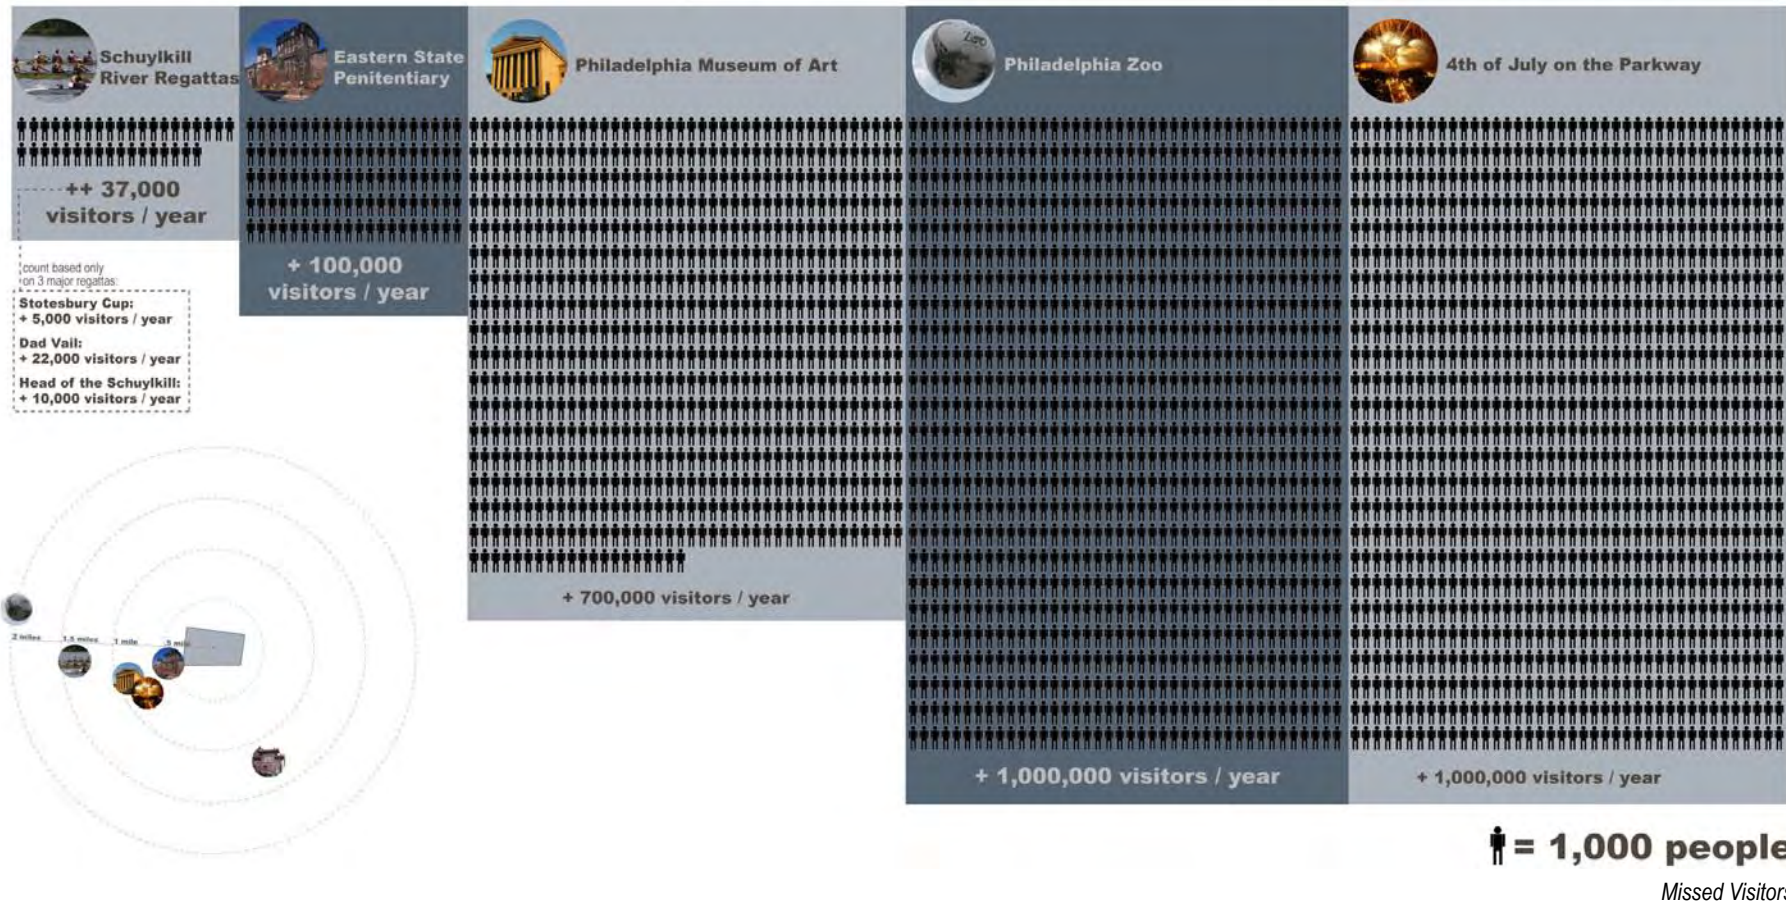 Schuylkill
River Regattas
++ 37,000
visitors / year
count based only
on 3 major regattas:
Stotesbury Cup:
+ 5,000 visitors / year
Dad Vail:
+ 22,000 visitors / year
Head of the Schuylkill:
+ 10,000 visitors / year
Eastern State
Penitentiary
+ 100,000
visitors / year
Philadelphia Museum of Art
+ 700,000 visitors / year
Philadelphia Zoo
Zoo
+ 1,000,000 visitors / year
4th of July on the Parkway
+ 1,000,000 visitors / year
2 miles 1.5 miles 1 mile .5 mile
= 1,000 people
Missed Visitors